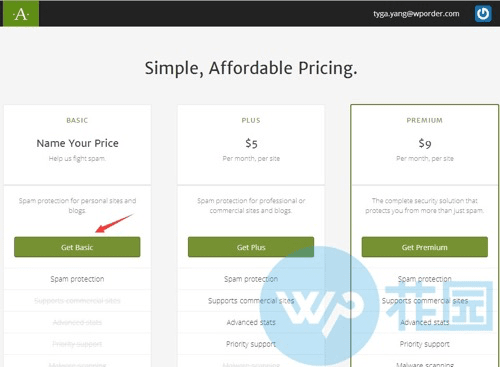 ·A·
tyga.yang@wporder.com
Simple, Affordable Pricing.
BASIC
Name Your Price
Help us fight spam.
Spam protection for personal sites and
blogs.
Get Basic
Spam protection
Supports commercial sites
Advanced stats
Priority support
PLUS
$5
Per month, per site
Spam protection for professional or
commercial sites and blogs.
Get Plus
Spam protection
Supports commercial sites
Advanced stats
Priority support
PREMIUM
$9
Per month, per site
The complete security solution that
protects you from more than just spam.
Get Premium
Spam protection
Supports commercial sites
Advanced stats
Priority support
Malware scanning
WP花园